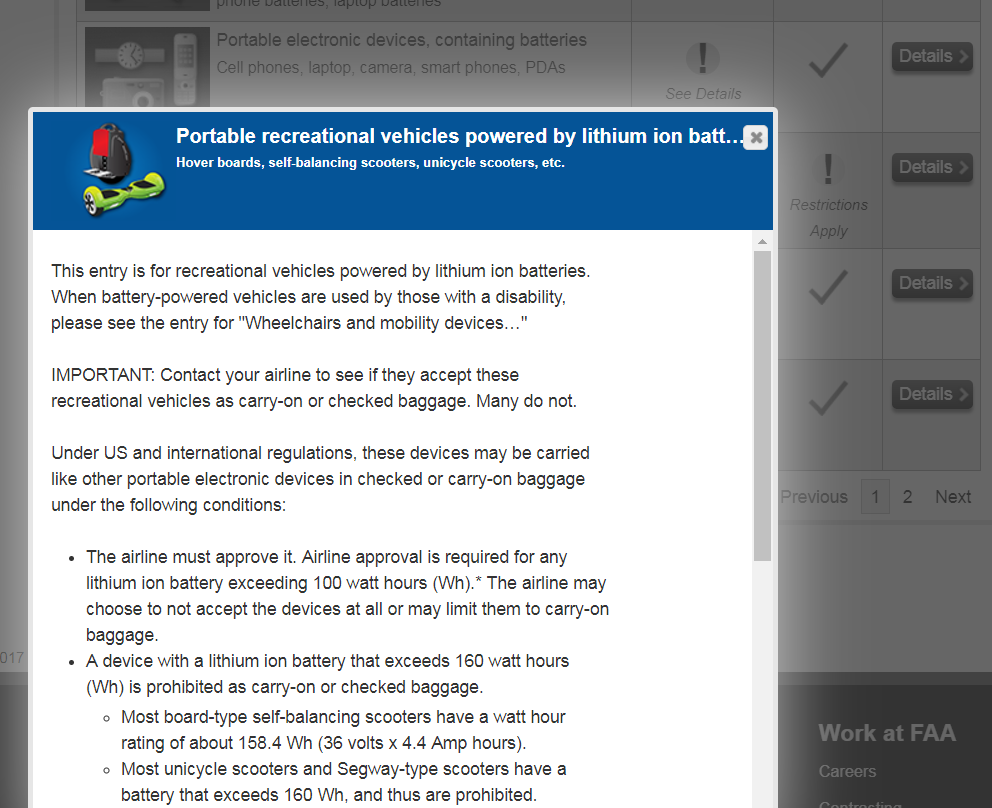 phone batteries, laptop batteries
Portable electronic devices, containing batteries
Cell phones, laptop, camera, smart phones, PDAs
See Details
Details
Portable recreational vehicles powered by lithium ion batt...
Hover boards, self-balancing scooters, unicycle scooters, etc.
Details
Restrictions
Apply
This entry is for recreational vehicles powered by lithium ion batteries.
When battery-powered vehicles are used by those with a disability,
please see the entry for "Wheelchairs and mobility devices…"
Details
IMPORTANT: Contact your airline to see if they accept these
recreational vehicles as carry-on or checked baggage. Many do not.
Details
Under US and international regulations, these devices may be carried
like other portable electronic devices in checked or carry-on baggage
under the following conditions:
Previous 1 2 Next
• The airline must approve it. Airline approval is required for any
lithium ion battery exceeding 100 watt hours (Wh).* The airline may
choose to not accept the devices at all or may limit them to carry-on
baggage.
• A device with a lithium ion battery that exceeds 160 watt hours
(Wh) is prohibited as carry-on or checked baggage.
◦ Most board-type self-balancing scooters have a watt hour
rating of about 158.4 Wh (36 volts x 4.4 Amp hours).
◦ Most unicycle scooters and Segway-type scooters have a
battery that exceeds 160 Wh, and thus are prohibited.
017
Work at FAA
Careers
Contracting